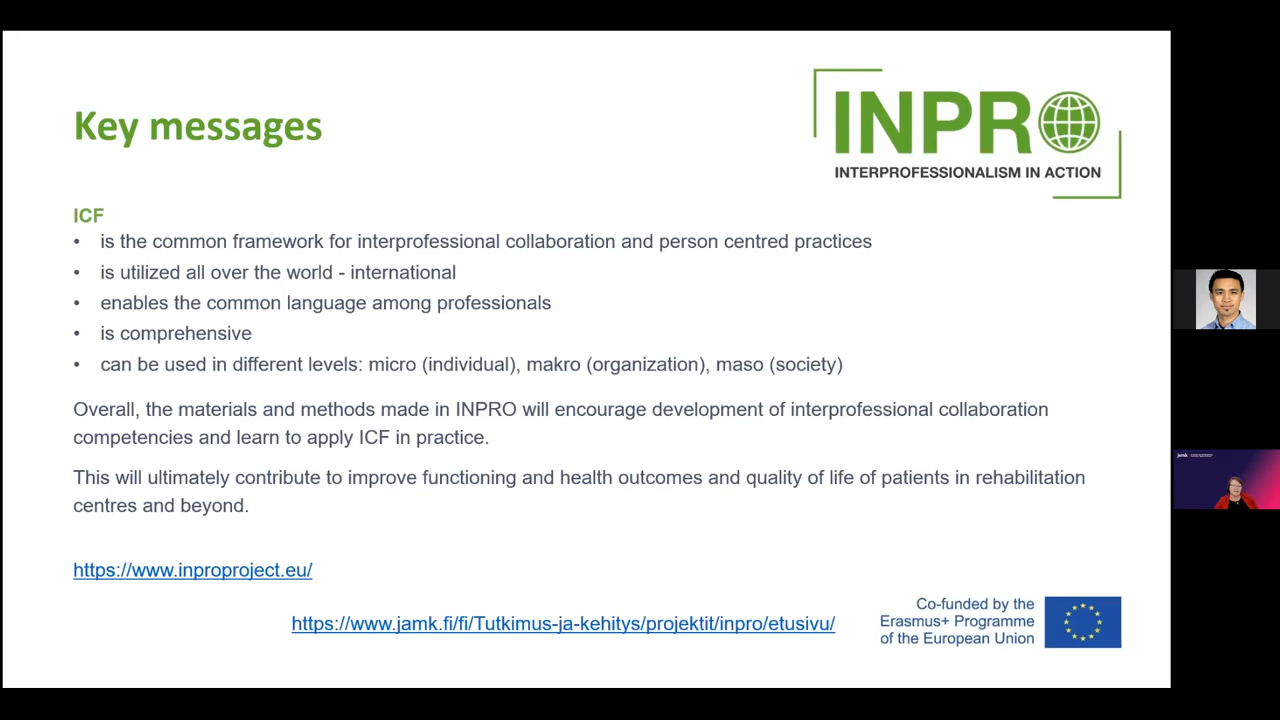 Key messages
INPRO
INTERPROFESSIONALISM IN ACTION
ICF
• is the common framework for interprofessional collaboration and person centred practices
• is utilized all over the world - international
• enables the common language among professionals
• is comprehensive
• can be used in different levels: micro (individual), makro (organization), maso (society)
Overall, the materials and methods made in INPRO will encourage development of interprofessional collaboration
competencies and learn to apply ICF in practice.
This will ultimately contribute to improve functioning and health outcomes and quality of life of patients in rehabilitation
centres and beyond.
https://www.inproproject.eu/
https://www.jamk.fi/fi/Tutkimus-ja-kehitys/projektit/inpro/etusivu/
Co-funded by the
Erasmus+ Programme
of the European Union
jamk